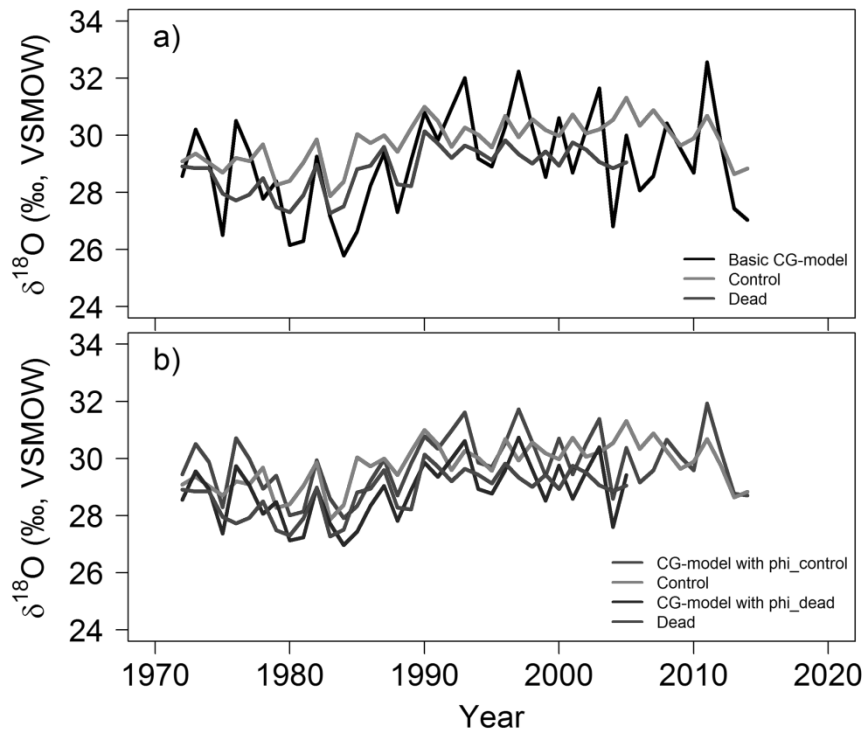 a)
34
32
30
28
26
24
δ18O (‰, VSMOW)
Basic CG-model
Control
Dead
b)
34
32
30
28
26
24
δ18O (‰, VSMOW)
CG-model with phi_control
Control
CG-model with phi_dead
Dead
1970 1980 1990 2000 2010 2020
Year